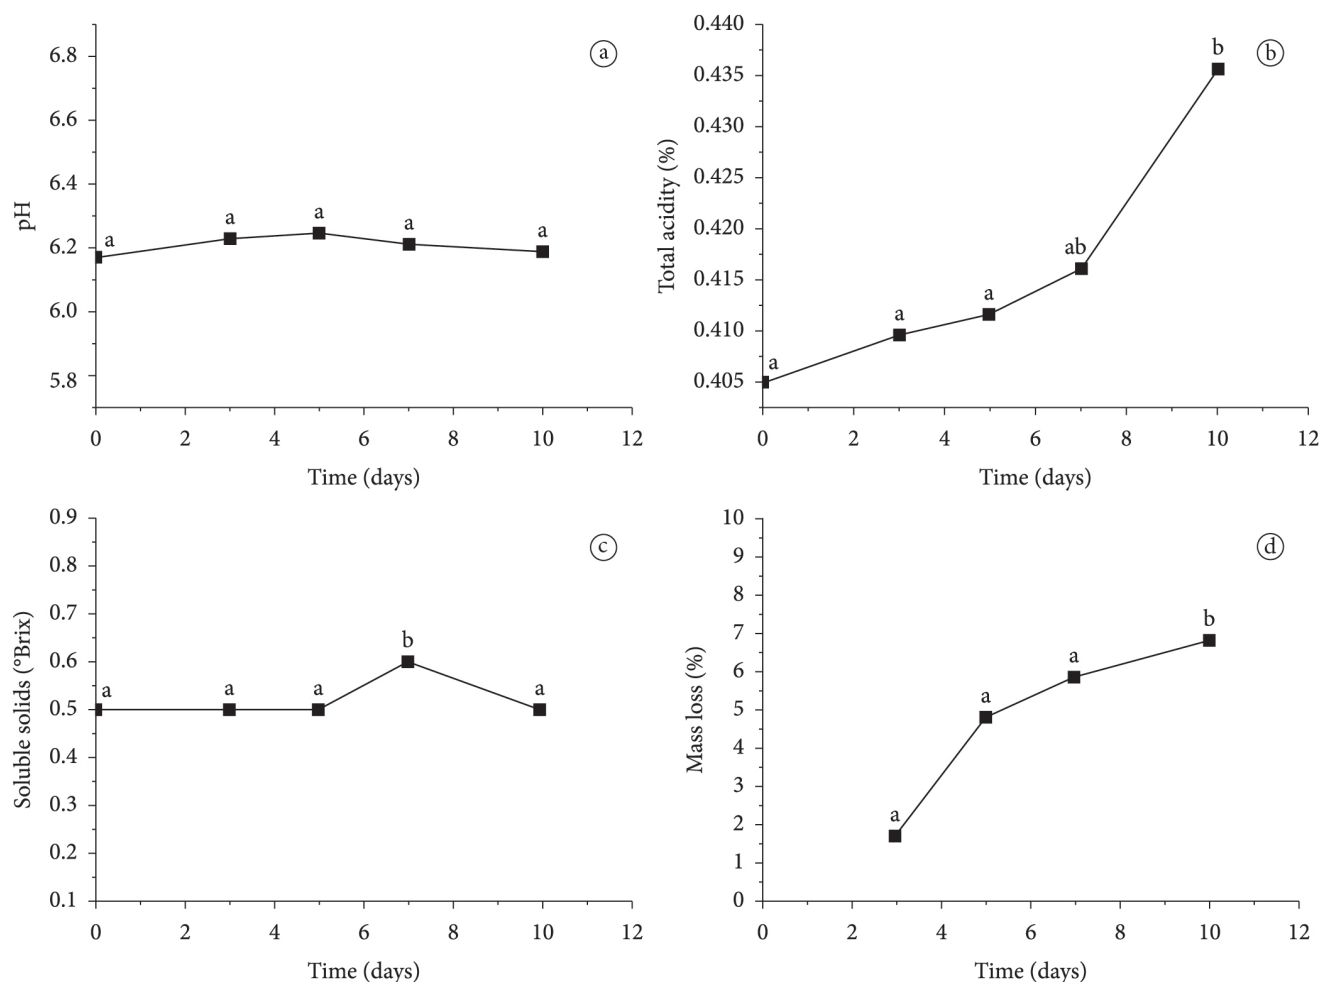 6.8
6.6
6.4
6.2
6.0
5.8
pH
a
a
a
a
a
a
0 2 4 6 8 10 12
Time (days)
0.440
0.435
0.430
0.425
0.420
0.415
0.410
0.405
Total acidity (%)
b
b
ab
a
a
a
0 2 4 6 8 10 12
Time (days)
0.9
0.8
0.7
0.6
0.5
0.4
0.3
0.2
0.1
Soluble solids (°Brix)
c
b
a a a a
0 2 4 6 8 10 12
Time (days)
10
9
8
7
6
5
4
3
2
1
0
Mass loss (%)
d
b
a
a
a
0 2 4 6 8 10 12
Time (days)